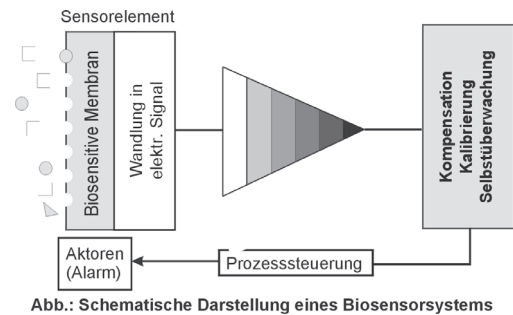 Sensorelement
Biosensitive Membran
Wandlung in
elektr. Signal
Kompensation
Kalibrierung
Selbstüberwachung
Aktoren
(Alarm)
Prozesssteuerung
Abb.: Schematische Darstellung eines Biosensorsystems